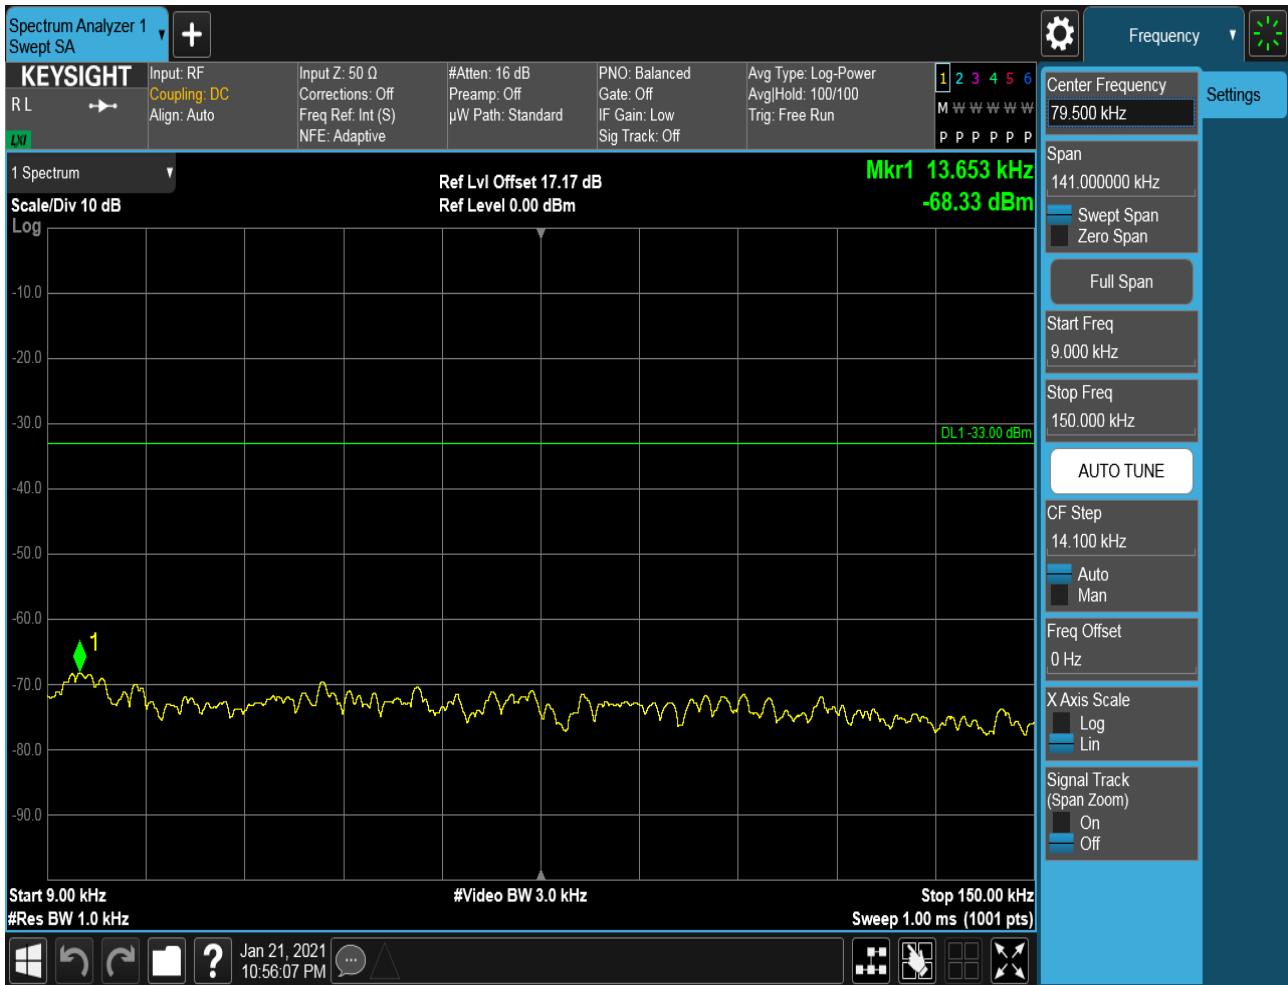 Spectrum Analyzer 1
Swept SA
Frequency
KEYSIGHT
R L
LXI
Input: RF
Coupling: DC
Align: Auto
Input Z: 50 Ω
Corrections: Off
Freq Ref: Int (S)
NFE: Adaptive
#Atten: 16 dB
Preamp: Off
µW Path: Standard
PNO: Balanced
Gate: Off
IF Gain: Low
Sig Track: Off
Avg Type: Log-Power
Avg|Hold: 100/100
Trig: Free Run
1 2 3 4 5 6
M W W W W W
P P P P P P
1 Spectrum
Scale/Div 10 dB
Log
Ref Lvl Offset 17.17 dB
Ref Level 0.00 dBm
Mkr1 13.653 kHz
-68.33 dBm
-10.0
-20.0
-30.0
DL1 -33.00 dBm
-40.0
-50.0
-60.0
1
-70.0
-80.0
-90.0
Start 9.00 kHz
#Res BW 1.0 kHz
#Video BW 3.0 kHz
Stop 150.00 kHz
Sweep 1.00 ms (1001 pts)
Center Frequency
79.500 kHz
Settings
Span
141.000000 kHz
Swept Span
Zero Span
Full Span
Start Freq
9.000 kHz
Stop Freq
150.000 kHz
AUTO TUNE
CF Step
14.100 kHz
Auto
Man
Freq Offset
0 Hz
X Axis Scale
Log
Lin
Signal Track
(Span Zoom)
On
Off
?
Jan 21, 2021
10:56:07 PM